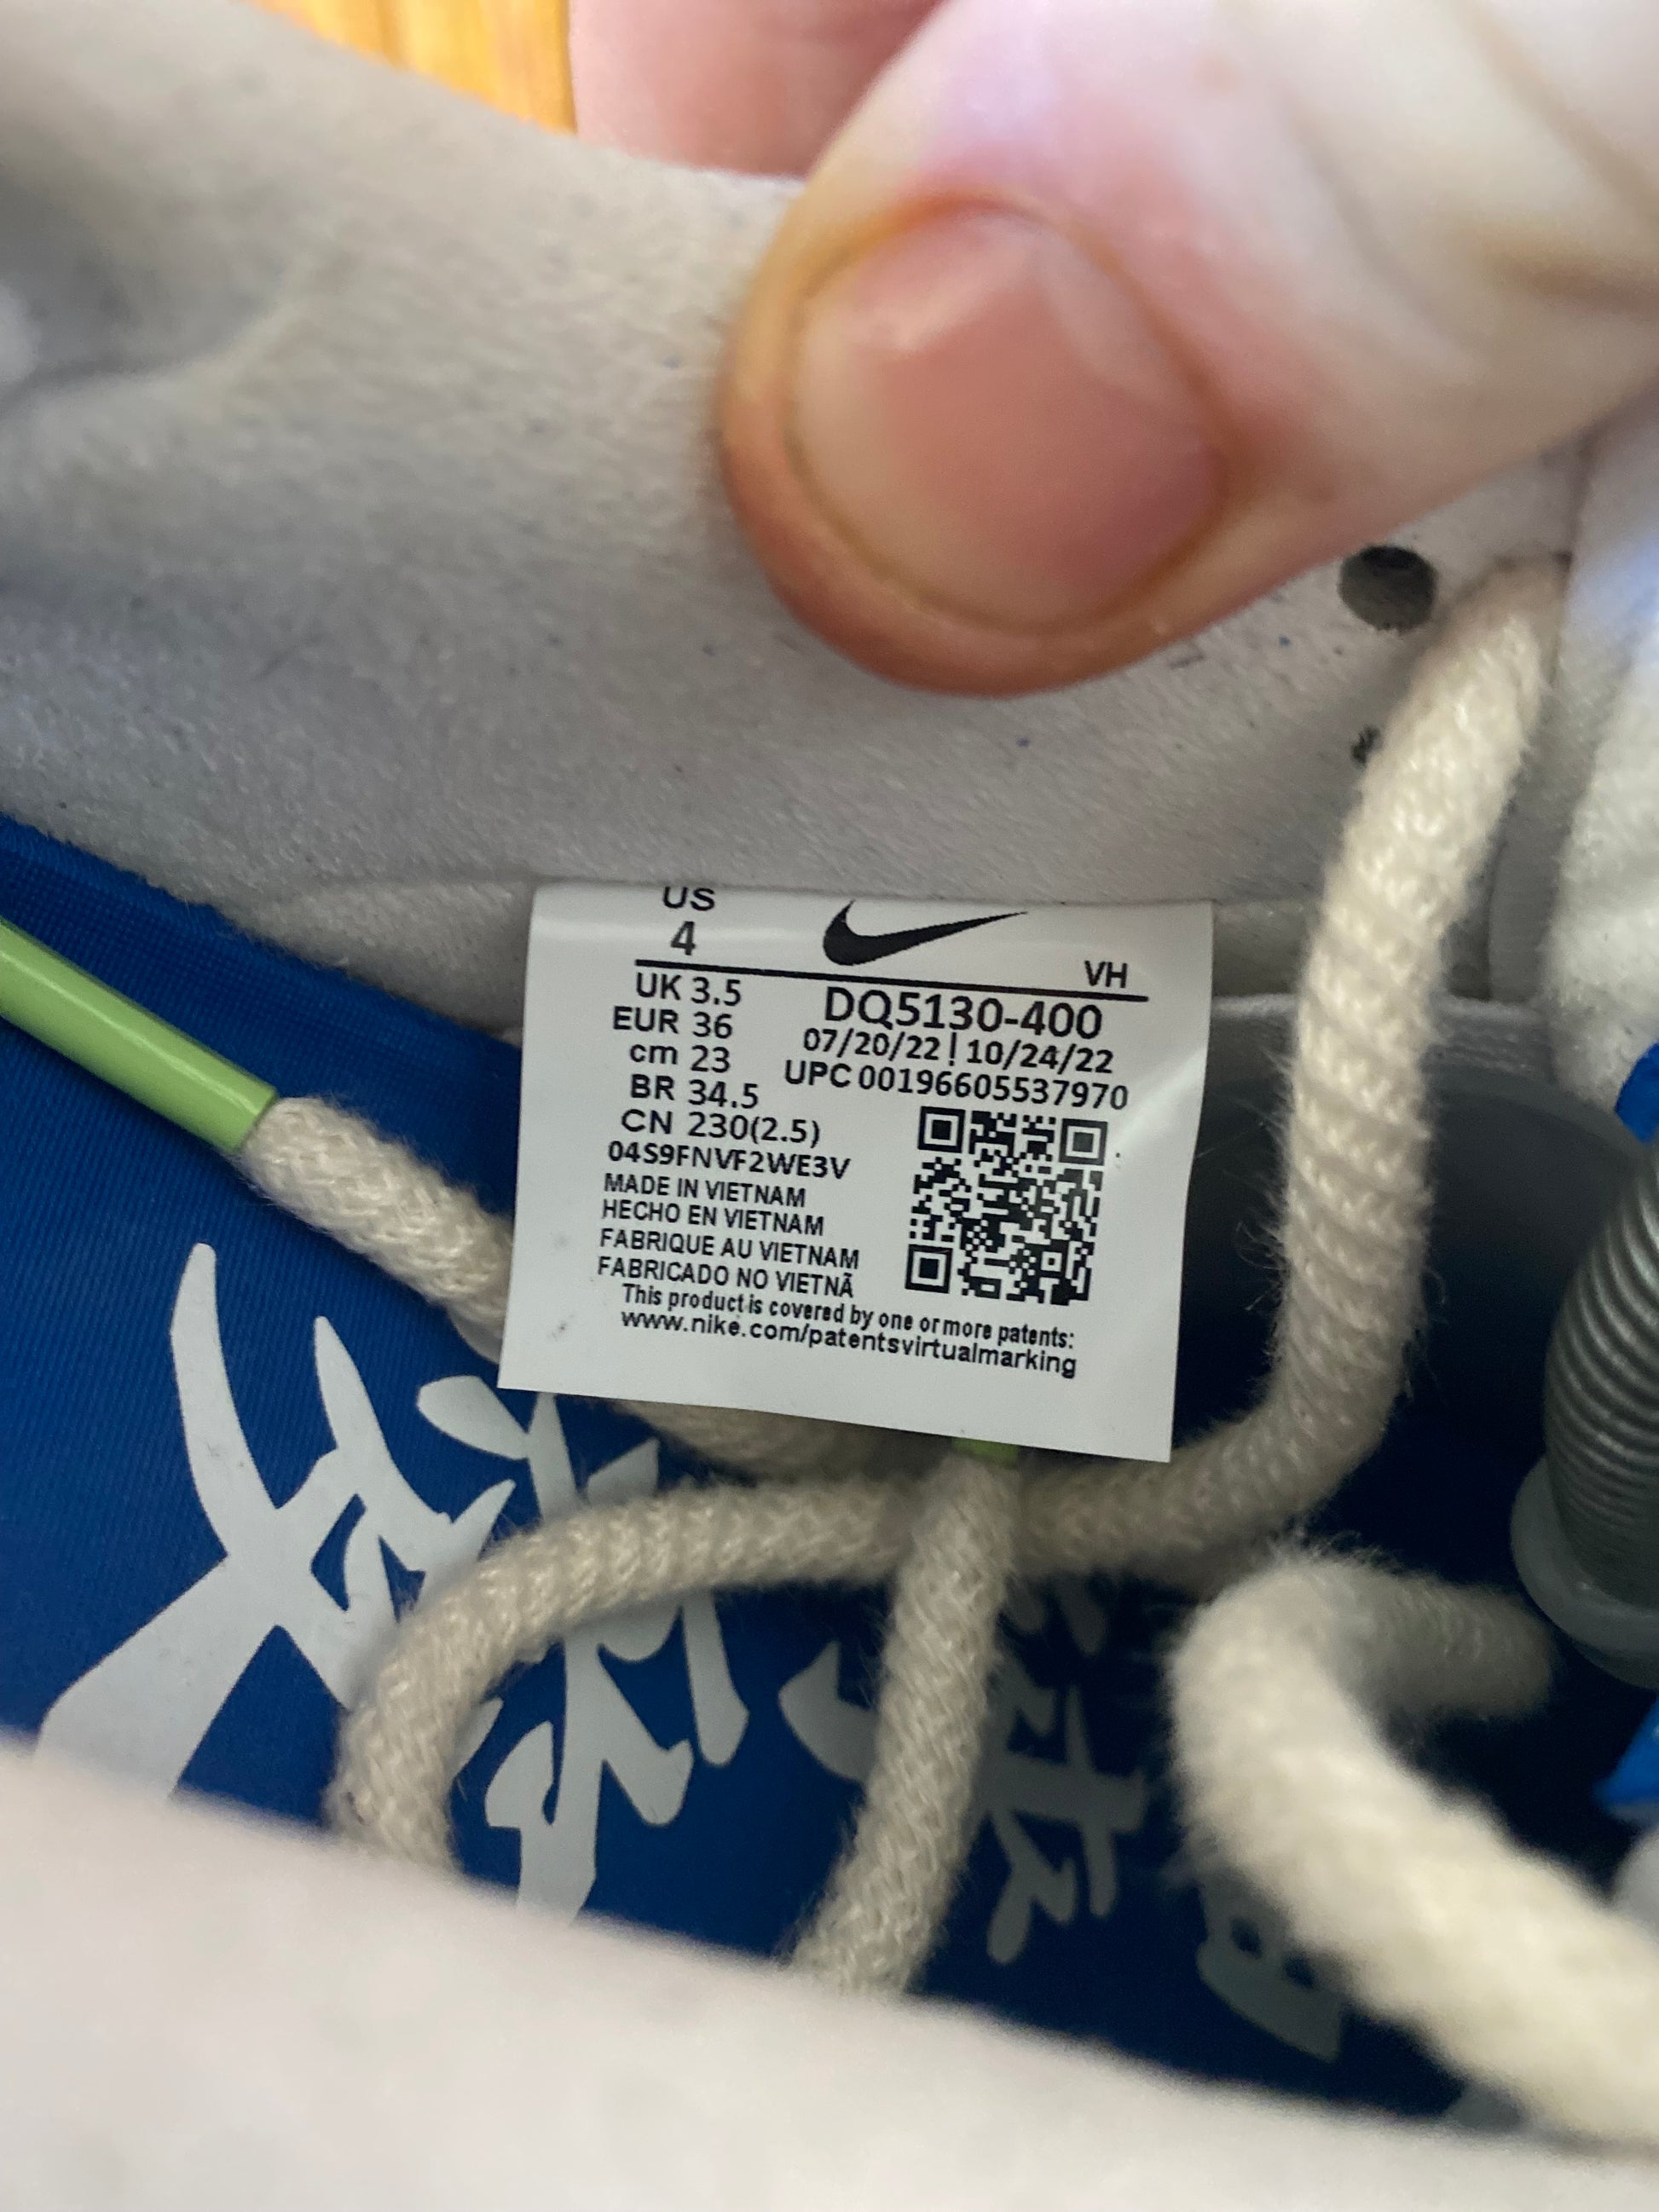 US
4
VH
UK 3.5
EUR 36
cm 23
BR 34.5
CN 230(2.5)
04S9FNVF2WE3V
DQ5130-400
07/20/22 | 10/24/22
UPC 00196605537970
MADE IN VIETNAM
HECHO EN VIETNAM
FABRIQUE AU VIETNAM
FABRICADO NO VIETNÃ
This product is covered by one or more patents:
www.nike.com/patentsvirtualmarking